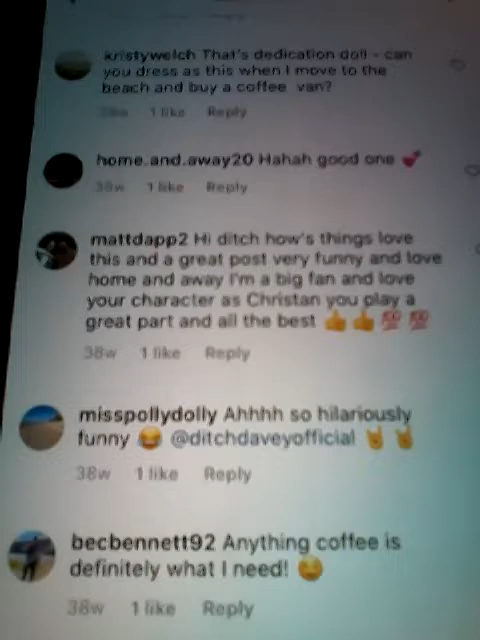 kristywelch That's dedication doll - can
you dress as this when I move to the
beach and buy a coffee van?
38w 1 like Reply
home.and.away20 Hahah good one 💕
38w 1 like Reply
mattdapp2 Hi ditch how's things love
this and a great post very funny and love
home and away I'm a big fan and love
your character as Christan you play a
great part and all the best 👍👍💯💯
38w 1 like Reply
misspollydolly Ahhhh so hilariously
funny 😂 @ditchdaveyofficial 🤘🤘
38w 1 like Reply
becbennett92 Anything coffee is
definitely what I need! 😂
38w 1 like Reply